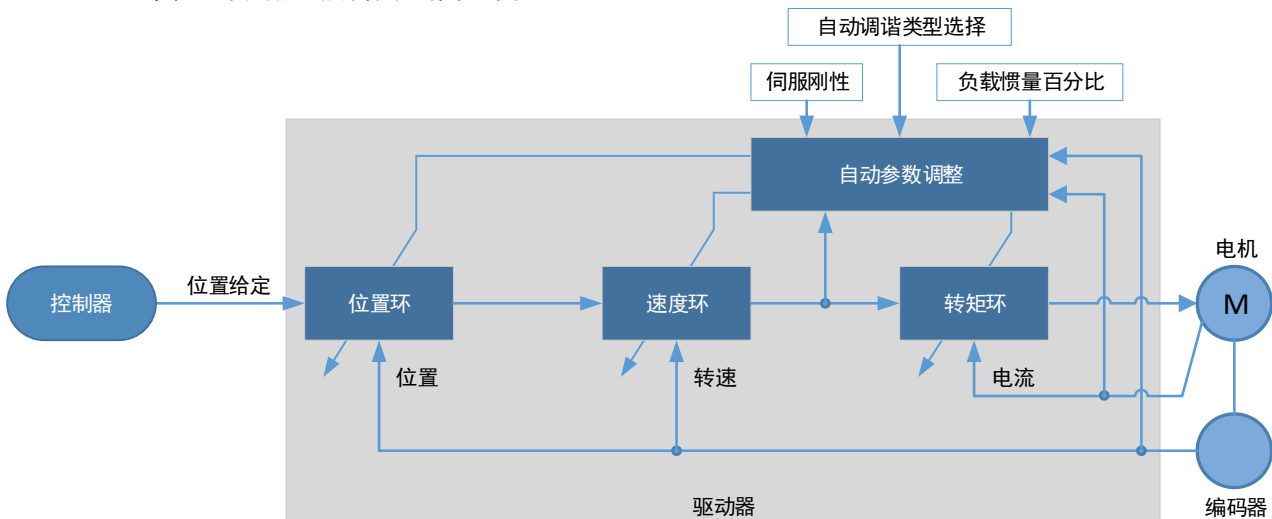 自动调谐类型选择
伺服刚性
负载惯量百分比
自动参数调整
电机
控制器
位置给定
位置环
速度环
转矩环
M
位置
转速
电流
驱动器
编码器